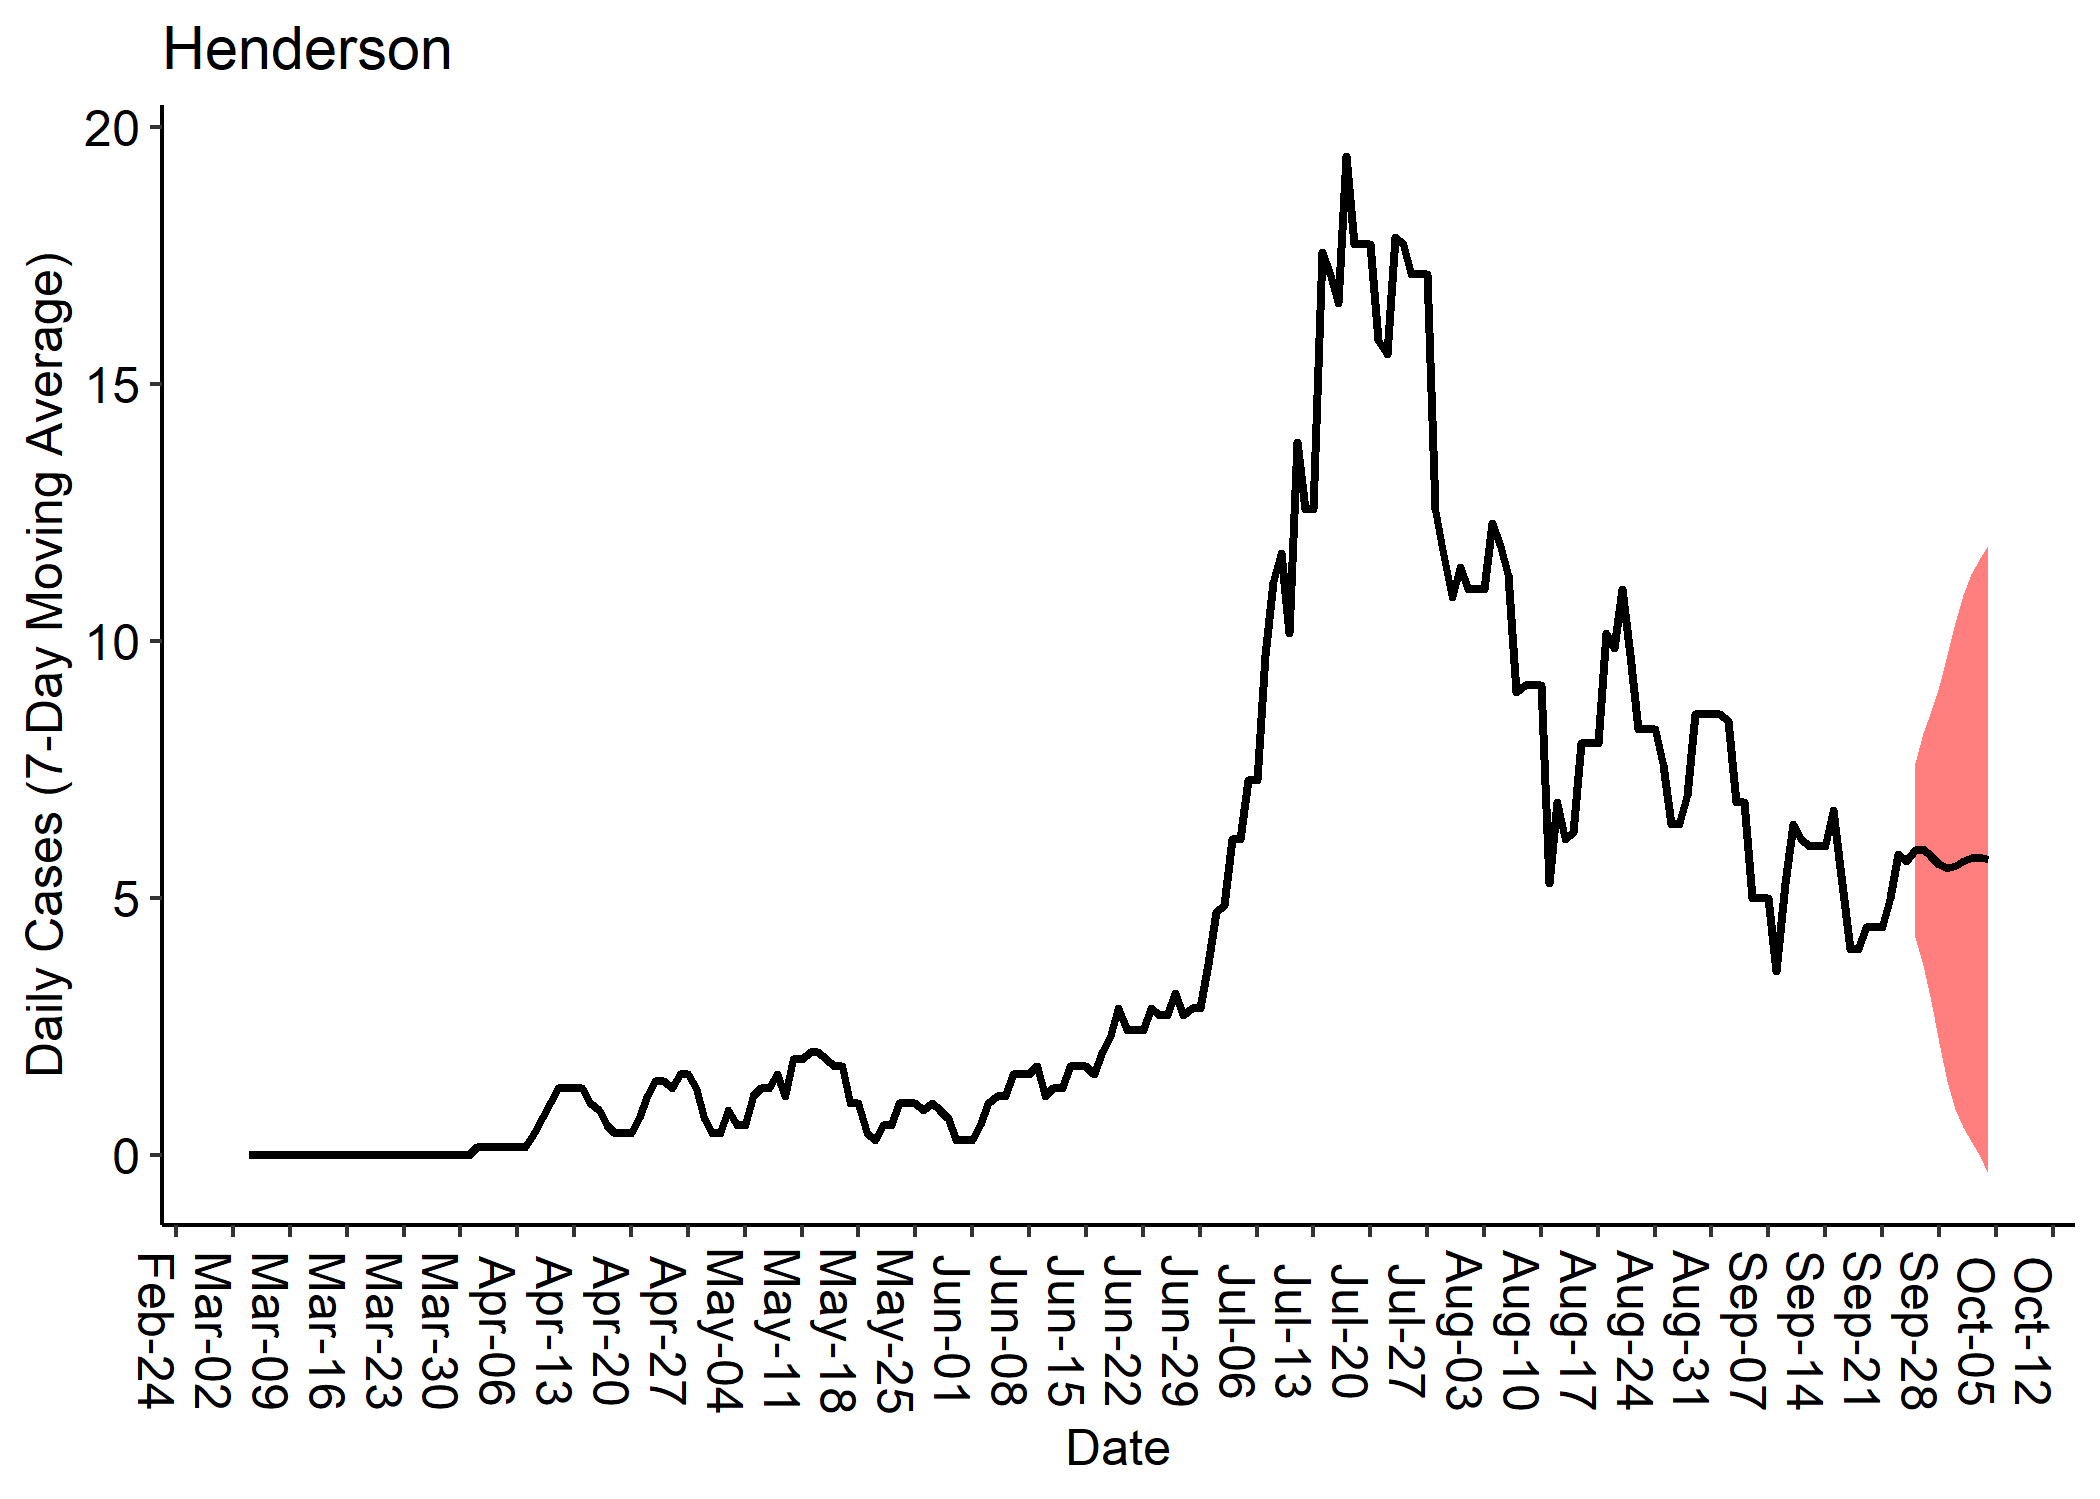 Henderson
Daily Cases (7-Day Moving Average)
20
15
10
5
0
Feb-24
Mar-02
Mar-09
Mar-16
Mar-23
Mar-30
Apr-06
Apr-13
Apr-20
Apr-27
May-04
May-11
May-18
May-25
Jun-01
Jun-08
Jun-15
Jun-22
Jun-29
Jul-06
Jul-13
Jul-20
Jul-27
Aug-03
Aug-10
Aug-17
Aug-24
Aug-31
Sep-07
Sep-14
Sep-21
Sep-28
Oct-05
Oct-12
Date